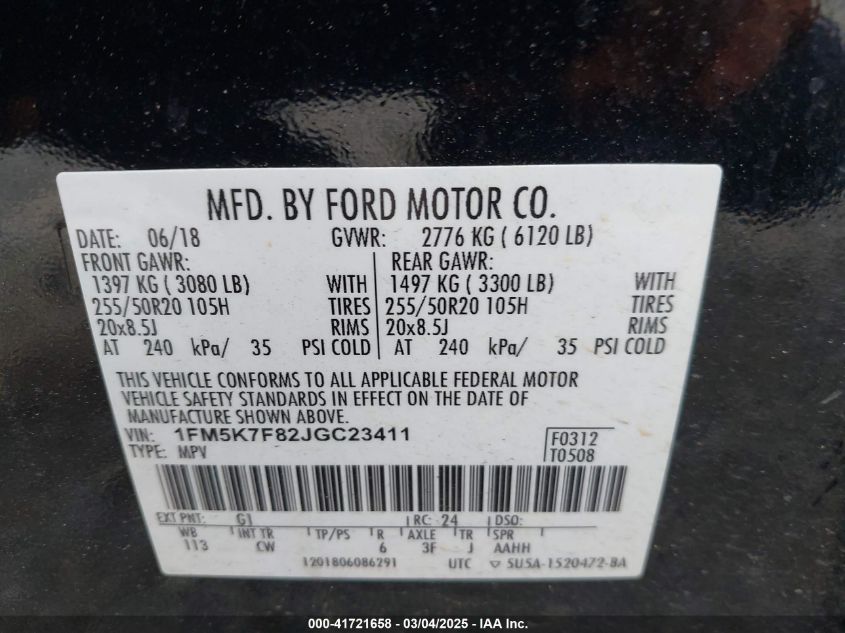 MFD. BY FORD MOTOR CO.
DATE: 06/18 GVWR: 2776 KG ( 6120 LB)
FRONT GAWR: REAR GAWR:
1397 KG ( 3080 LB) WITH 1497 KG ( 3300 LB) WITH
255/50R20 105H TIRES 255/50R20 105H TIRES
20x8.5J RIMS 20x8.5J RIMS
AT 240 kPa/ 35 PSI COLD AT 240 kPa/ 35 PSI COLD
THIS VEHICLE CONFORMS TO ALL APPLICABLE FEDERAL MOTOR
VEHICLE SAFETY STANDARDS IN EFFECT ON THE DATE OF
MANUFACTURE SHOWN ABOVE.
VIN: 1FM5K7F82JGC23411 F0312
TYPE: MPV T0508
EXT PNT: G1 RC: 24 DSO:
WB INT TR TP/PS R AXLE TR SPR
113 CW 6 3F J AAHH
1201806086291 UTC ▽ 5U5A-1520472-BA
000-41721658 - 03/04/2025 - IAA Inc.